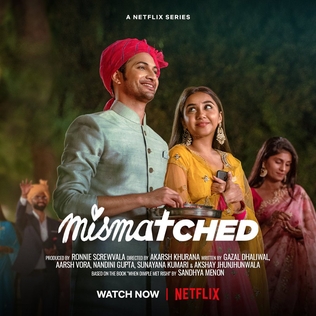 A NETFLIX SERIES
mismatCHED
PRODUCED BY RONNIE SCREWVALA DIRECTED BY AKARSH KHURANA WRITTEN BY GAZAL DHALIWAL,
AARSH VORA, NANDINI GUPTA, SUNAYANA KUMARI & AKSHAY JHUNJHUNWALA
BASED ON THE BOOK "WHEN DIMPLE MET RISHI" BY SANDHYA MENON
WATCH NOW | NETFLIX